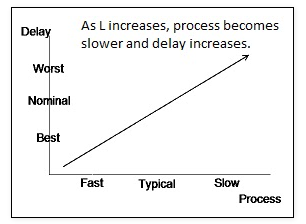 Delay
As L increases, process becomes
slower and delay increases.
Worst
Nominal
Best
Fast Typical Slow
Process